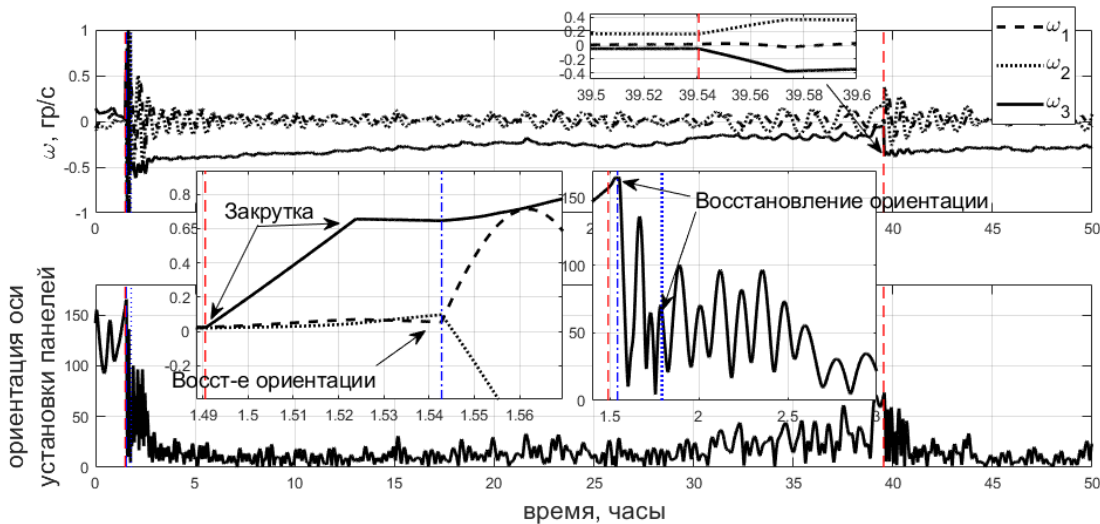 0.4
0.2
0
-0.2
-0.4
39.5 39.52 39.54 39.56 39.58 39.6
ω1
ω2
ω3
1
0.5
0
-0.5
-1
ω, гр/с
40 45 50
0.8
0.65
0.4
0.2
0
-0.2
Закрутка
Восст-е ориентации
1.49 1.5 1.51 1.52 1.53 1.54 1.55 1.56
150
100
50
0
Восстановление ориентации
1.5 2 2.5 3
ориентация оси
установки панелей
150
100
50
0
0 5 10 15 20 25 30 35 40 45 50
время, часы